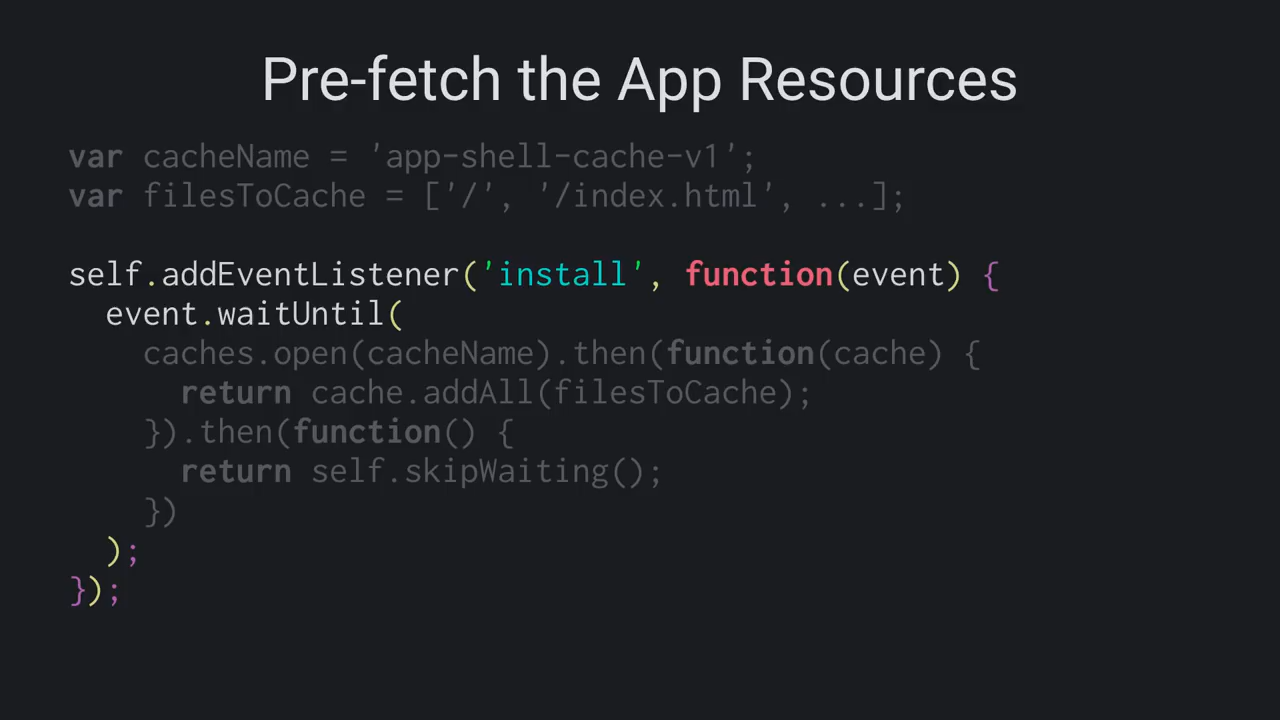 Pre-fetch the App Resources
var cacheName = 'app-shell-cache-v1';
var filesToCache = ['/', '/index.html', ...];
self.addEventListener('install', function(event) {
  event.waitUntil(
    caches.open(cacheName).then(function(cache) {
      return cache.addAll(filesToCache);
    }).then(function() {
      return self.skipWaiting();
    })
  );
});